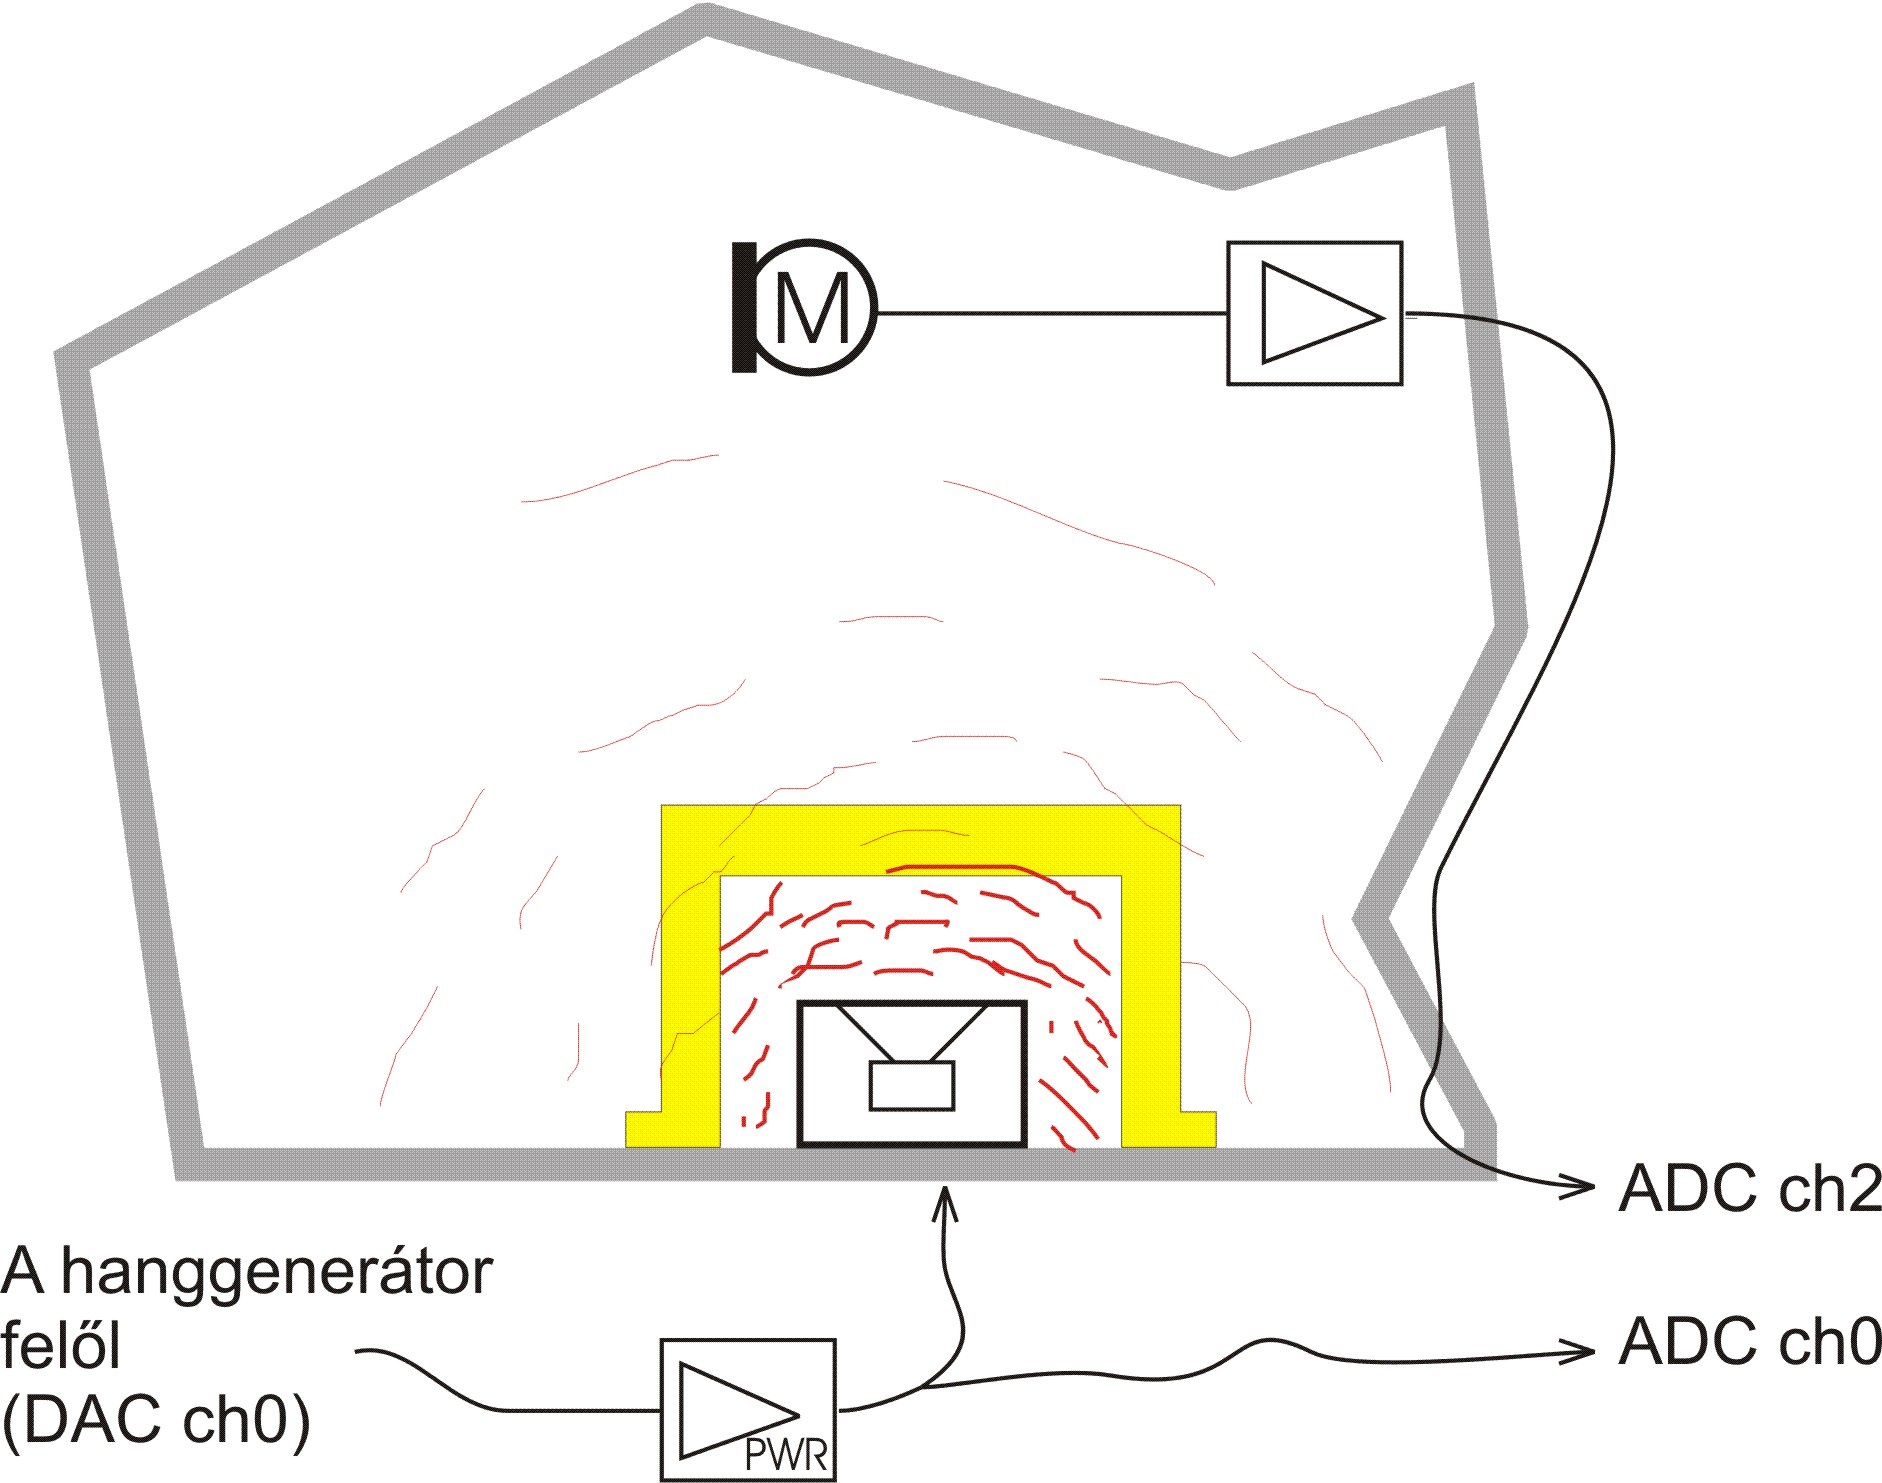 M
ADC ch2
A hanggenerátor
felől
(DAC ch0)
ADC ch0
PWR